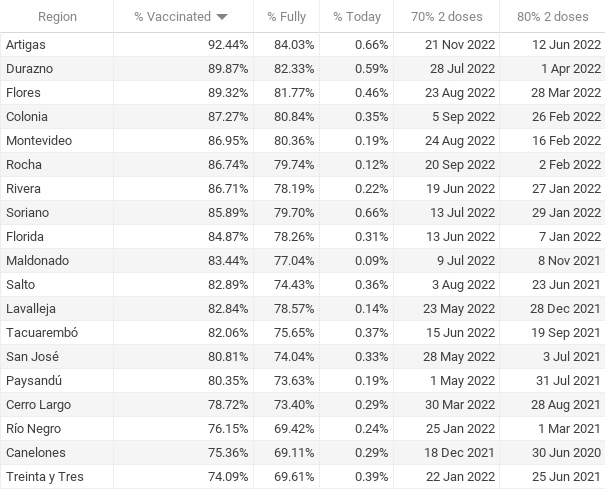 Region % Vaccinated % Fully % Today 70% 2 doses 80% 2 doses
Artigas 92.44% 84.03% 0.66% 21 Nov 2022 12 Jun 2022
Durazno 89.87% 82.33% 0.59% 28 Jul 2022 1 Apr 2022
Flores 89.32% 81.77% 0.46% 23 Aug 2022 28 Mar 2022
Colonia 87.27% 80.84% 0.35% 5 Sep 2022 26 Feb 2022
Montevideo 86.95% 80.36% 0.19% 24 Aug 2022 16 Feb 2022
Rocha 86.74% 79.74% 0.12% 20 Sep 2022 2 Feb 2022
Rivera 86.71% 78.19% 0.22% 19 Jun 2022 27 Jan 2022
Soriano 85.89% 79.70% 0.66% 13 Jul 2022 29 Jan 2022
Florida 84.87% 78.26% 0.31% 13 Jun 2022 7 Jan 2022
Maldonado 83.44% 77.04% 0.09% 9 Jul 2022 8 Nov 2021
Salto 82.89% 74.43% 0.36% 3 Aug 2022 23 Jun 2021
Lavalleja 82.84% 78.57% 0.14% 23 May 2022 28 Dec 2021
Tacuarembó 82.06% 75.65% 0.37% 15 Jun 2022 19 Sep 2021
San José 80.81% 74.04% 0.33% 28 May 2022 3 Jul 2021
Paysandú 80.35% 73.63% 0.19% 1 May 2022 31 Jul 2021
Cerro Largo 78.72% 73.40% 0.29% 30 Mar 2022 28 Aug 2021
Río Negro 76.15% 69.42% 0.24% 25 Jan 2022 1 Mar 2021
Canelones 75.36% 69.11% 0.29% 18 Dec 2021 30 Jun 2020
Treinta y Tres 74.09% 69.61% 0.39% 22 Jan 2022 25 Jun 2021